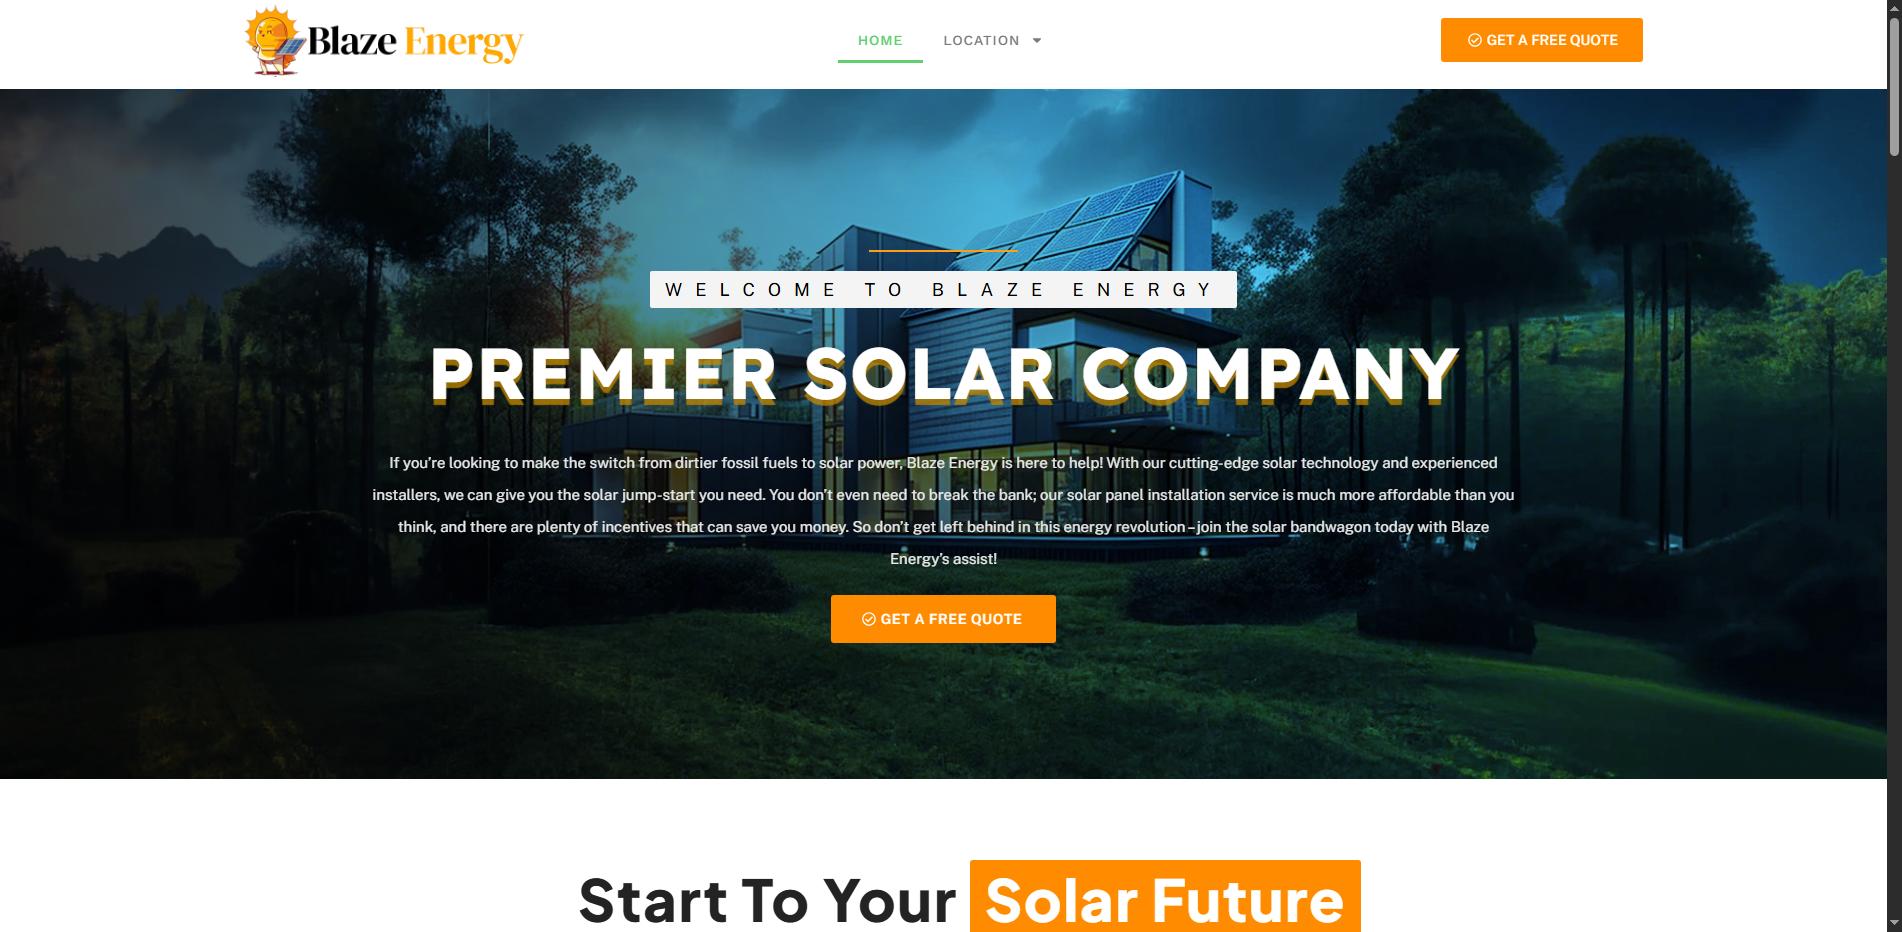 Blaze Energy
HOME
LOCATION
GET A FREE QUOTE
WELCOME TO BLAZE ENERGY
PREMIER SOLAR COMPANY
If you’re looking to make the switch from dirtier fossil fuels to solar power, Blaze Energy is here to help! With our cutting-edge solar technology and experienced
installers, we can give you the solar jump-start you need. You don’t even need to break the bank; our solar panel installation service is much more affordable than you
think, and there are plenty of incentives that can save you money. So don’t get left behind in this energy revolution – join the solar bandwagon today with Blaze
Energy’s assist!
GET A FREE QUOTE
Start To Your Solar Future